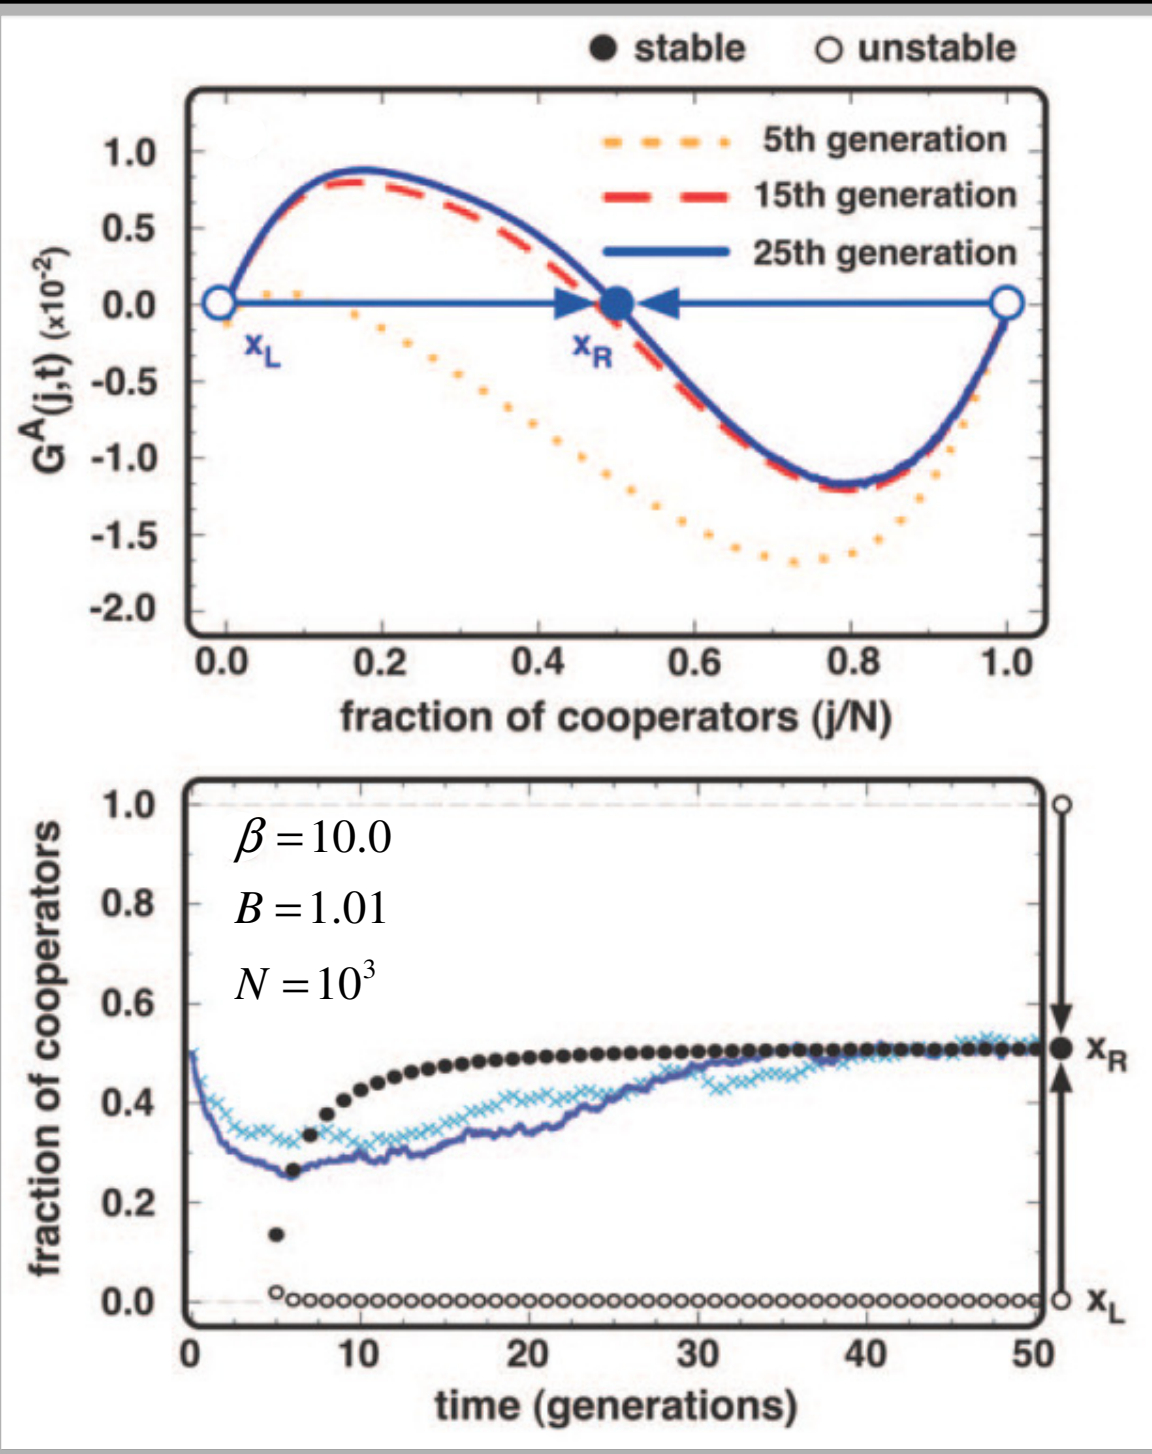 stable unstable
5th generation
15th generation
25th generation
1.0
0.5
0.0
-0.5
-1.0
-1.5
-2.0
G^A(j,t) (x10^-2)
x_L
x_R
0.0 0.2 0.4 0.6 0.8 1.0
fraction of cooperators (j/N)
1.0
0.8
0.6
0.4
0.2
0.0
fraction of cooperators
β = 10.0
B = 1.01
N = 10³
x_R
x_L
0 10 20 30 40 50
time (generations)